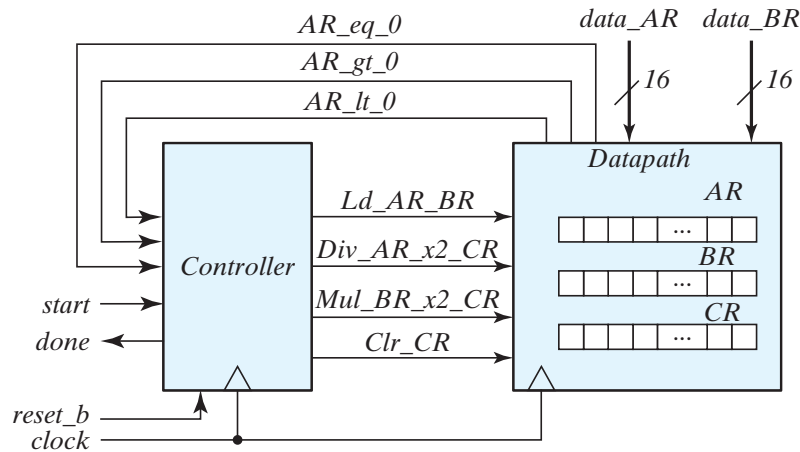 AR_eq_0
data_AR data_BR
AR_gt_0
16 16
AR_lt_0
Datapath
AR
Ld_AR_BR
...
Controller
Div_AR_x2_CR
BR
...
start
Mul_BR_x2_CR
CR
done
Clr_CR
...
reset_b
clock